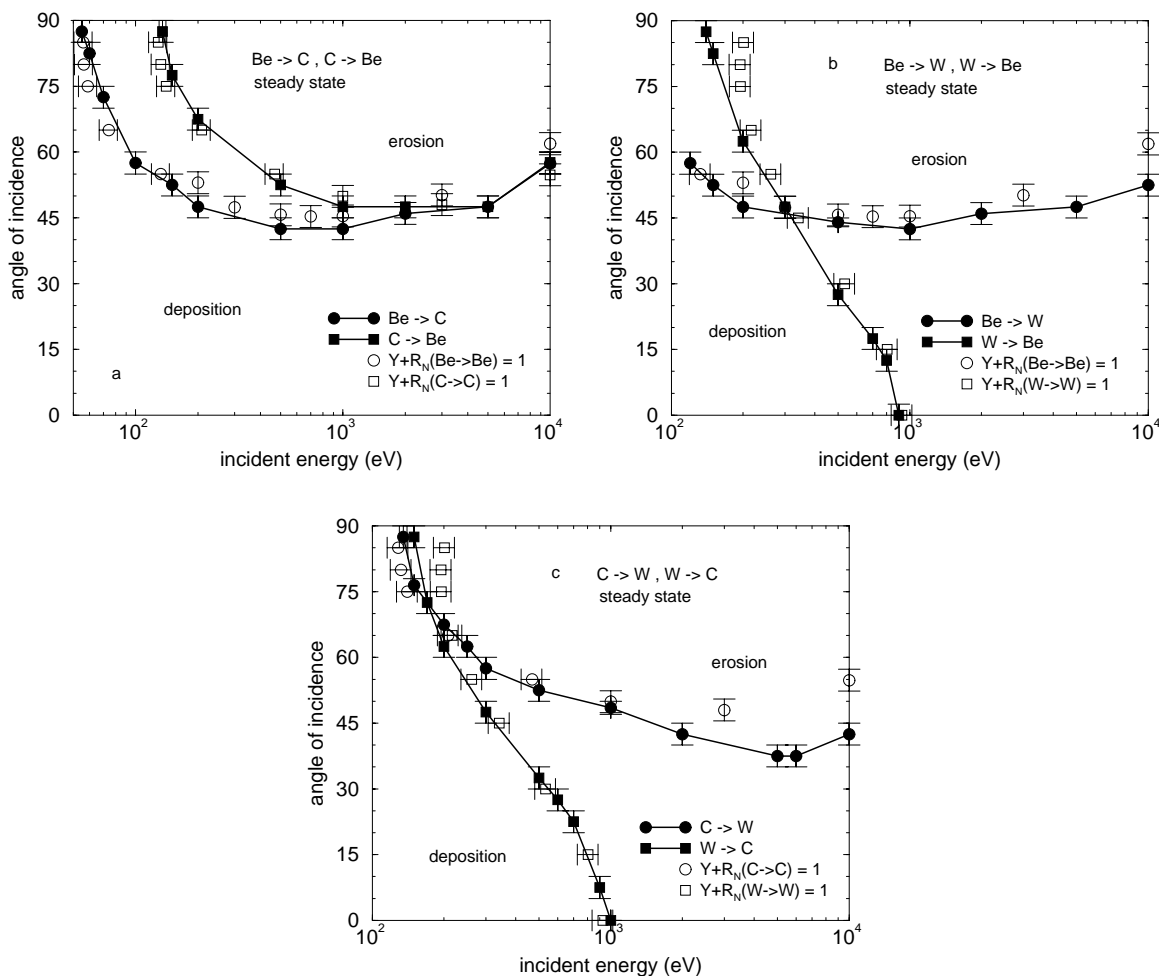 90
75
60
45
30
15
0
angle of incidence
Be -> C , C -> Be
steady state
erosion
deposition
Be -> C
C -> Be
Y+R_N(Be->Be) = 1
Y+R_N(C->C) = 1
a
10^2
10^3
10^4
incident energy (eV)
90
75
60
45
30
15
0
angle of incidence
b
Be -> W , W -> Be
steady state
erosion
deposition
Be -> W
W -> Be
Y+R_N(Be->Be) = 1
Y+R_N(W->W) = 1
10^2
10^3
10^4
incident energy (eV)
90
75
60
45
30
15
0
angle of incidence
c
C -> W , W -> C
steady state
erosion
deposition
C -> W
W -> C
Y+R_N(C->C) = 1
Y+R_N(W->W) = 1
10^2
10^3
10^4
incident energy (eV)